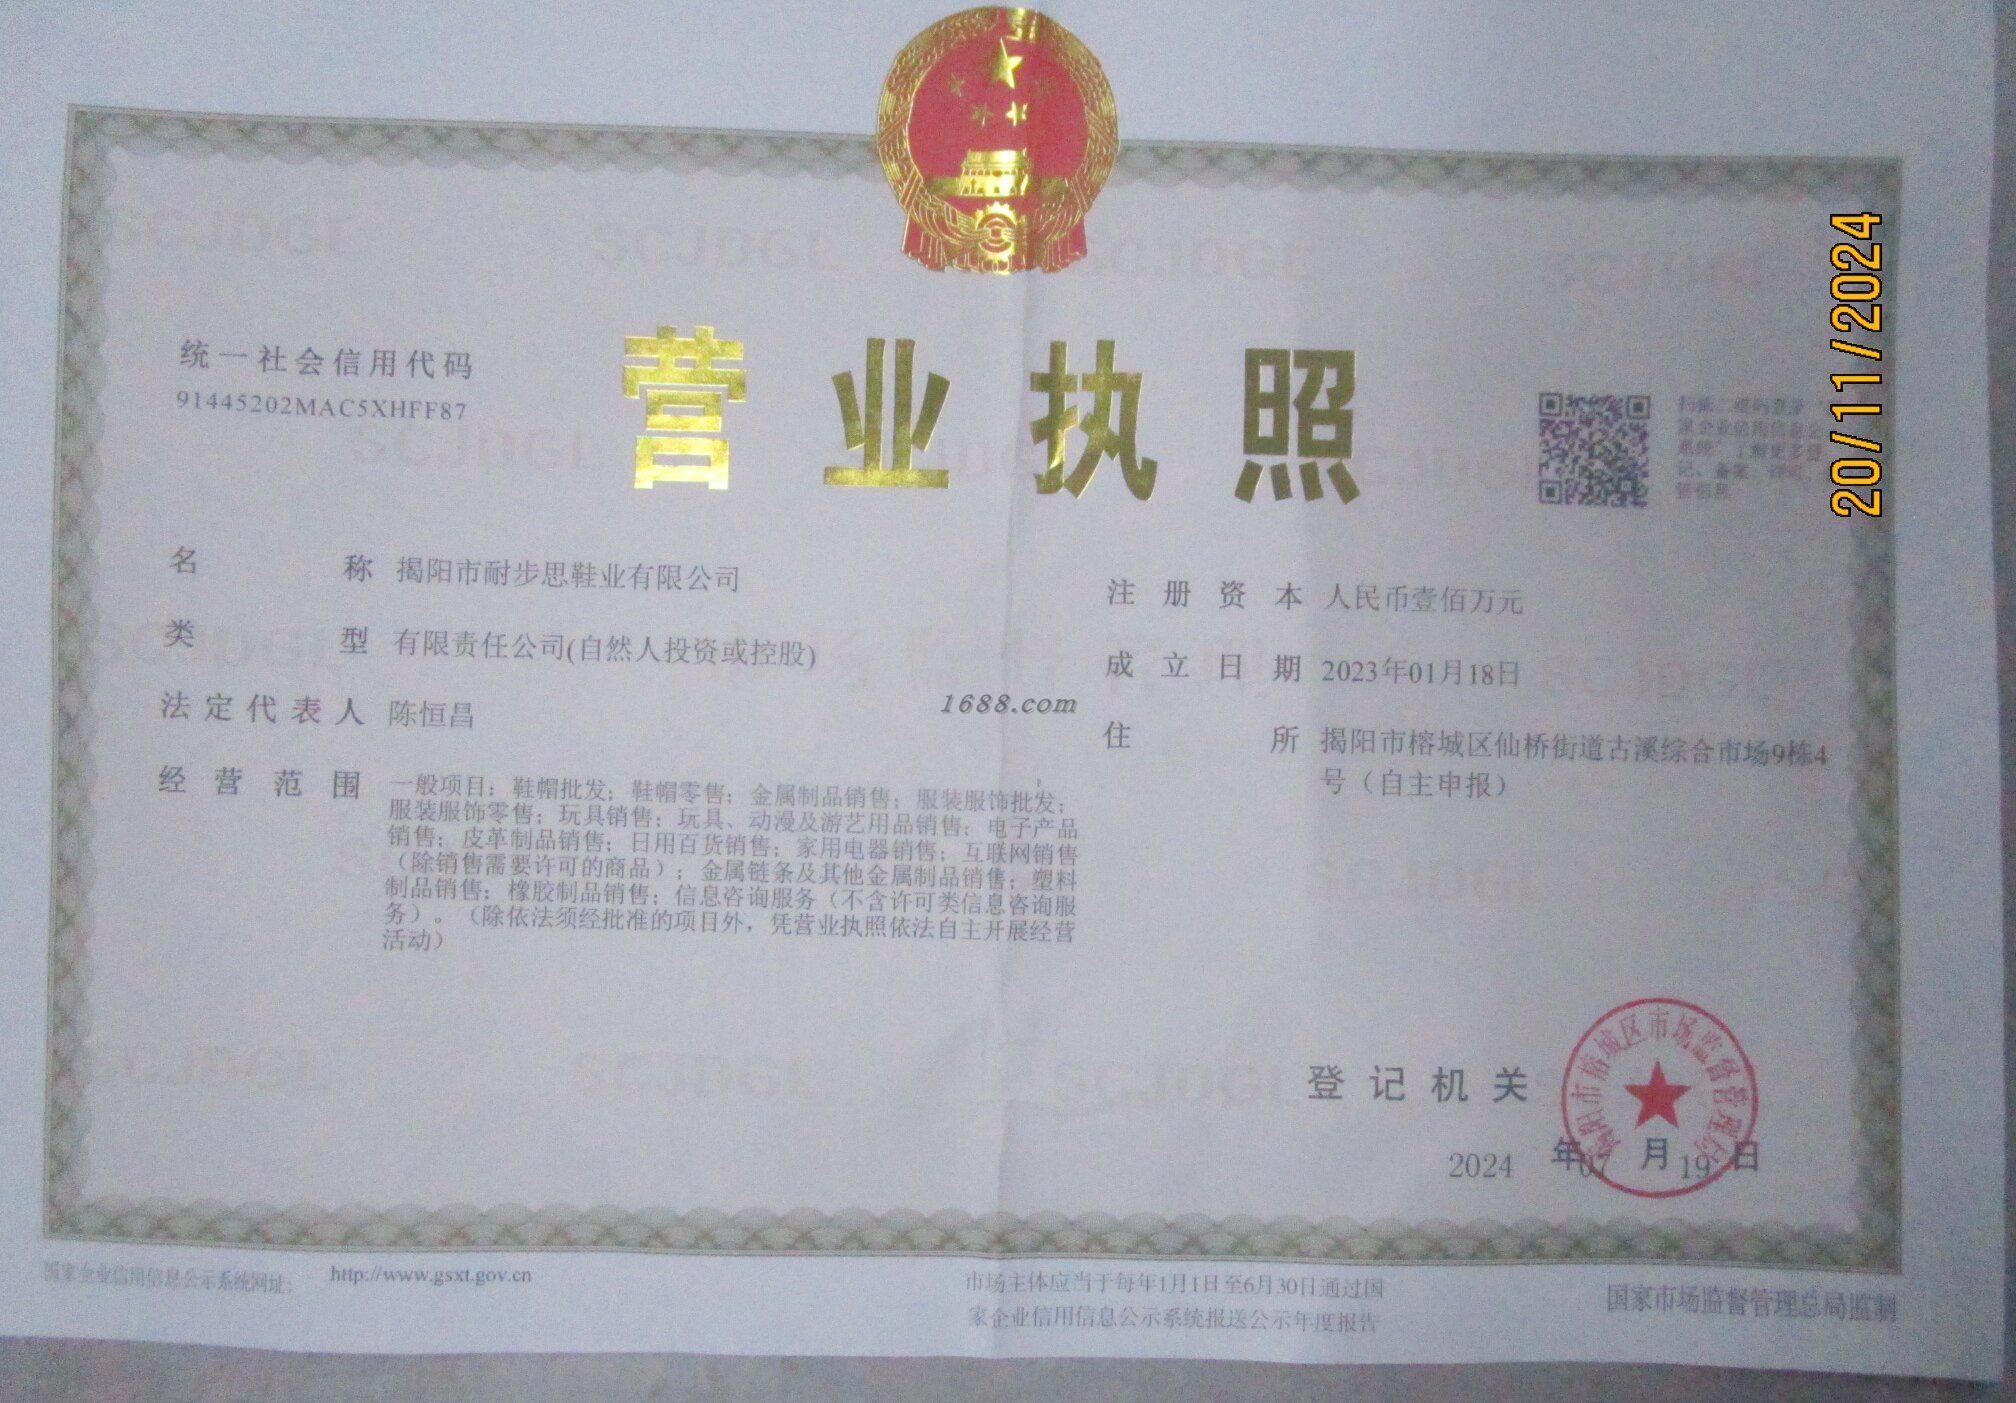 营业执照
统一社会信用代码
91445202MAC5XHFF87
名称 揭阳市耐步思鞋业有限公司
类型 有限责任公司(自然人投资或控股)
法定代表人 陈恒昌
经营范围 一般项目：鞋帽批发；鞋帽零售；金属制品销售；服装服饰批发；
服装服饰零售；玩具销售；玩具、动漫及游艺用品销售；电子产品
销售；皮革制品销售；日用百货销售；家用电器销售；互联网销售
（除销售需要许可的商品）；金属链条及其他金属制品销售；塑料
制品销售；橡胶制品销售；信息咨询服务（不含许可类信息咨询服
务）。（除依法须经批准的项目外，凭营业执照依法自主开展经营
活动）
注册资本 人民币壹佰万元
成立日期 2023年01月18日
住所 揭阳市榕城区仙桥街道古溪综合市场9栋4
号（自主申报）
1688.com
20/11/2024
登记机关
揭阳市榕城区市场监督管理局
2024 年 07 月 19 日
国家企业信用信息公示系统网址：
http://www.gsxt.gov.cn
市场主体应当于每年1月1日至6月30日通过国
家企业信用信息公示系统报送公示年度报告
国家市场监督管理总局监制